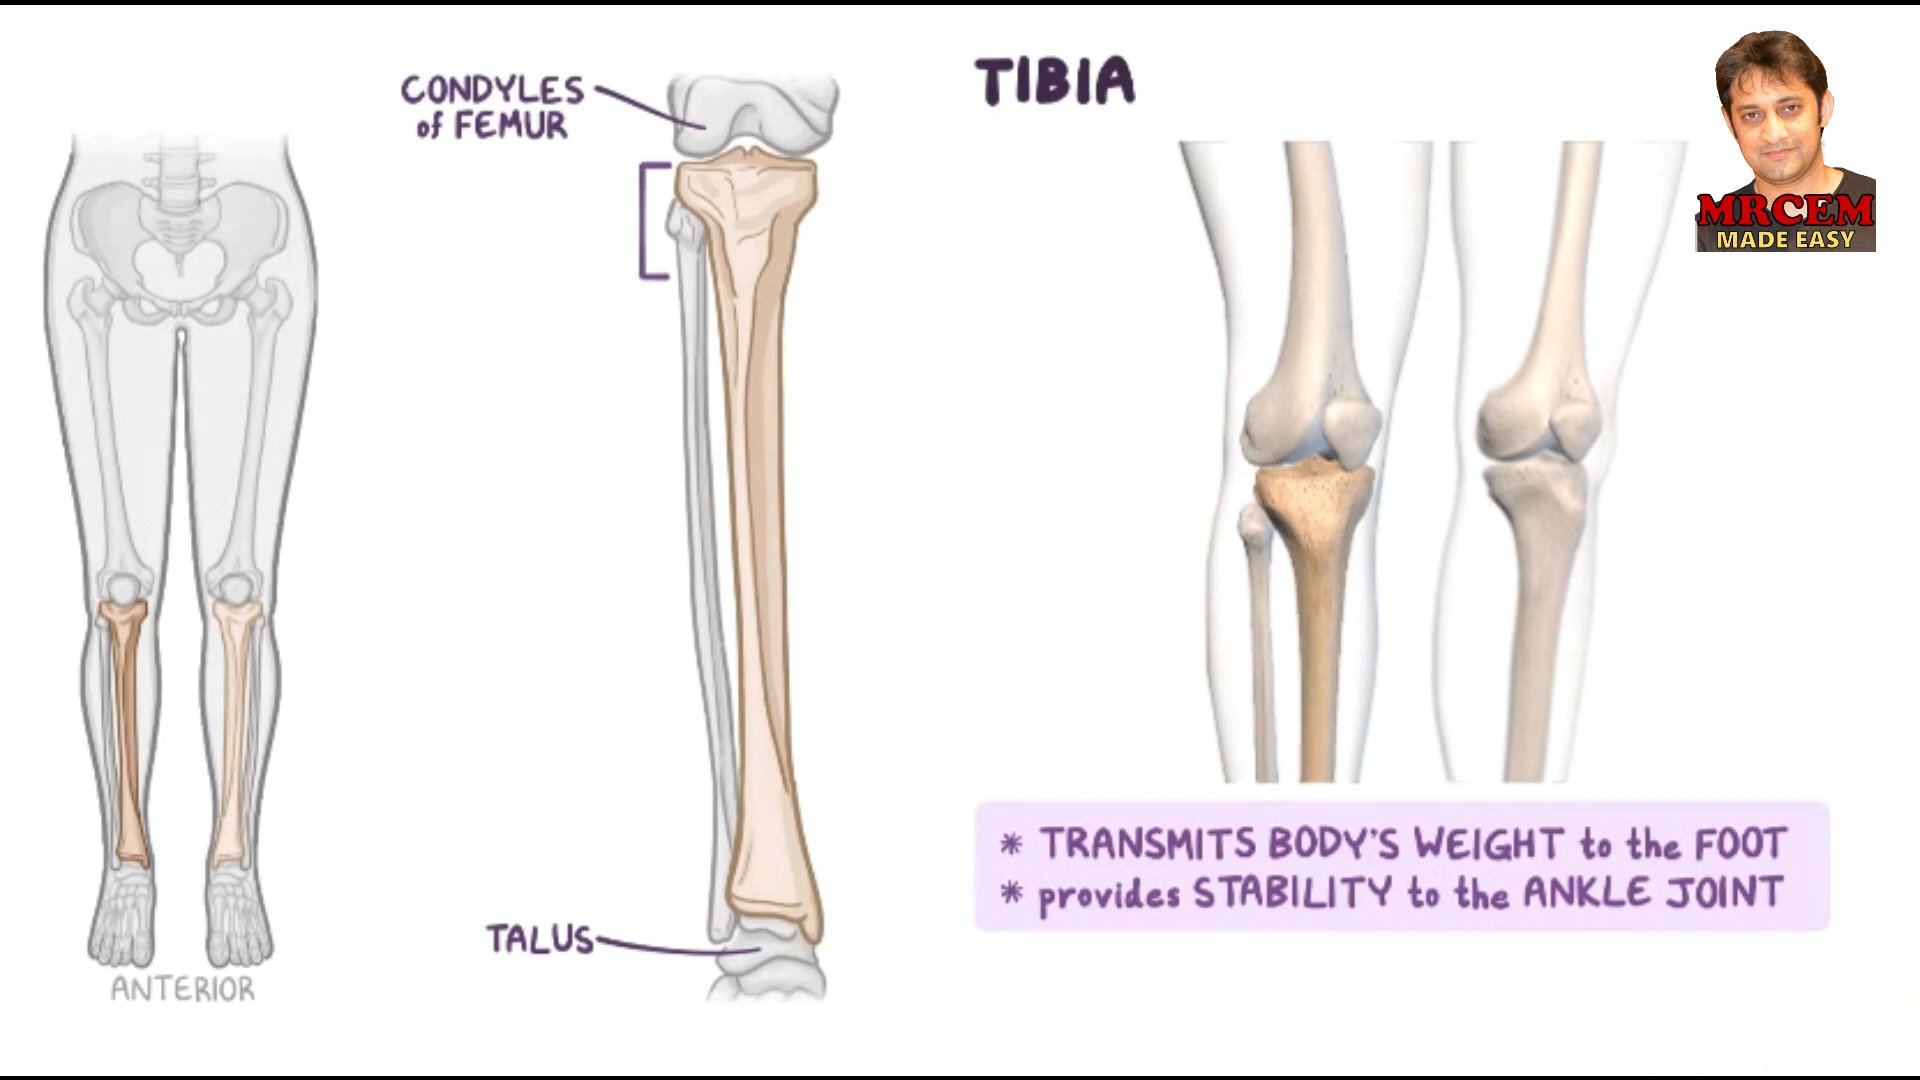 CONDYLES
of FEMUR
TIBIA
MRCEM
MADE EASY
TALUS
ANTERIOR
* TRANSMITS BODY'S WEIGHT to the FOOT
* provides STABILITY to the ANKLE JOINT